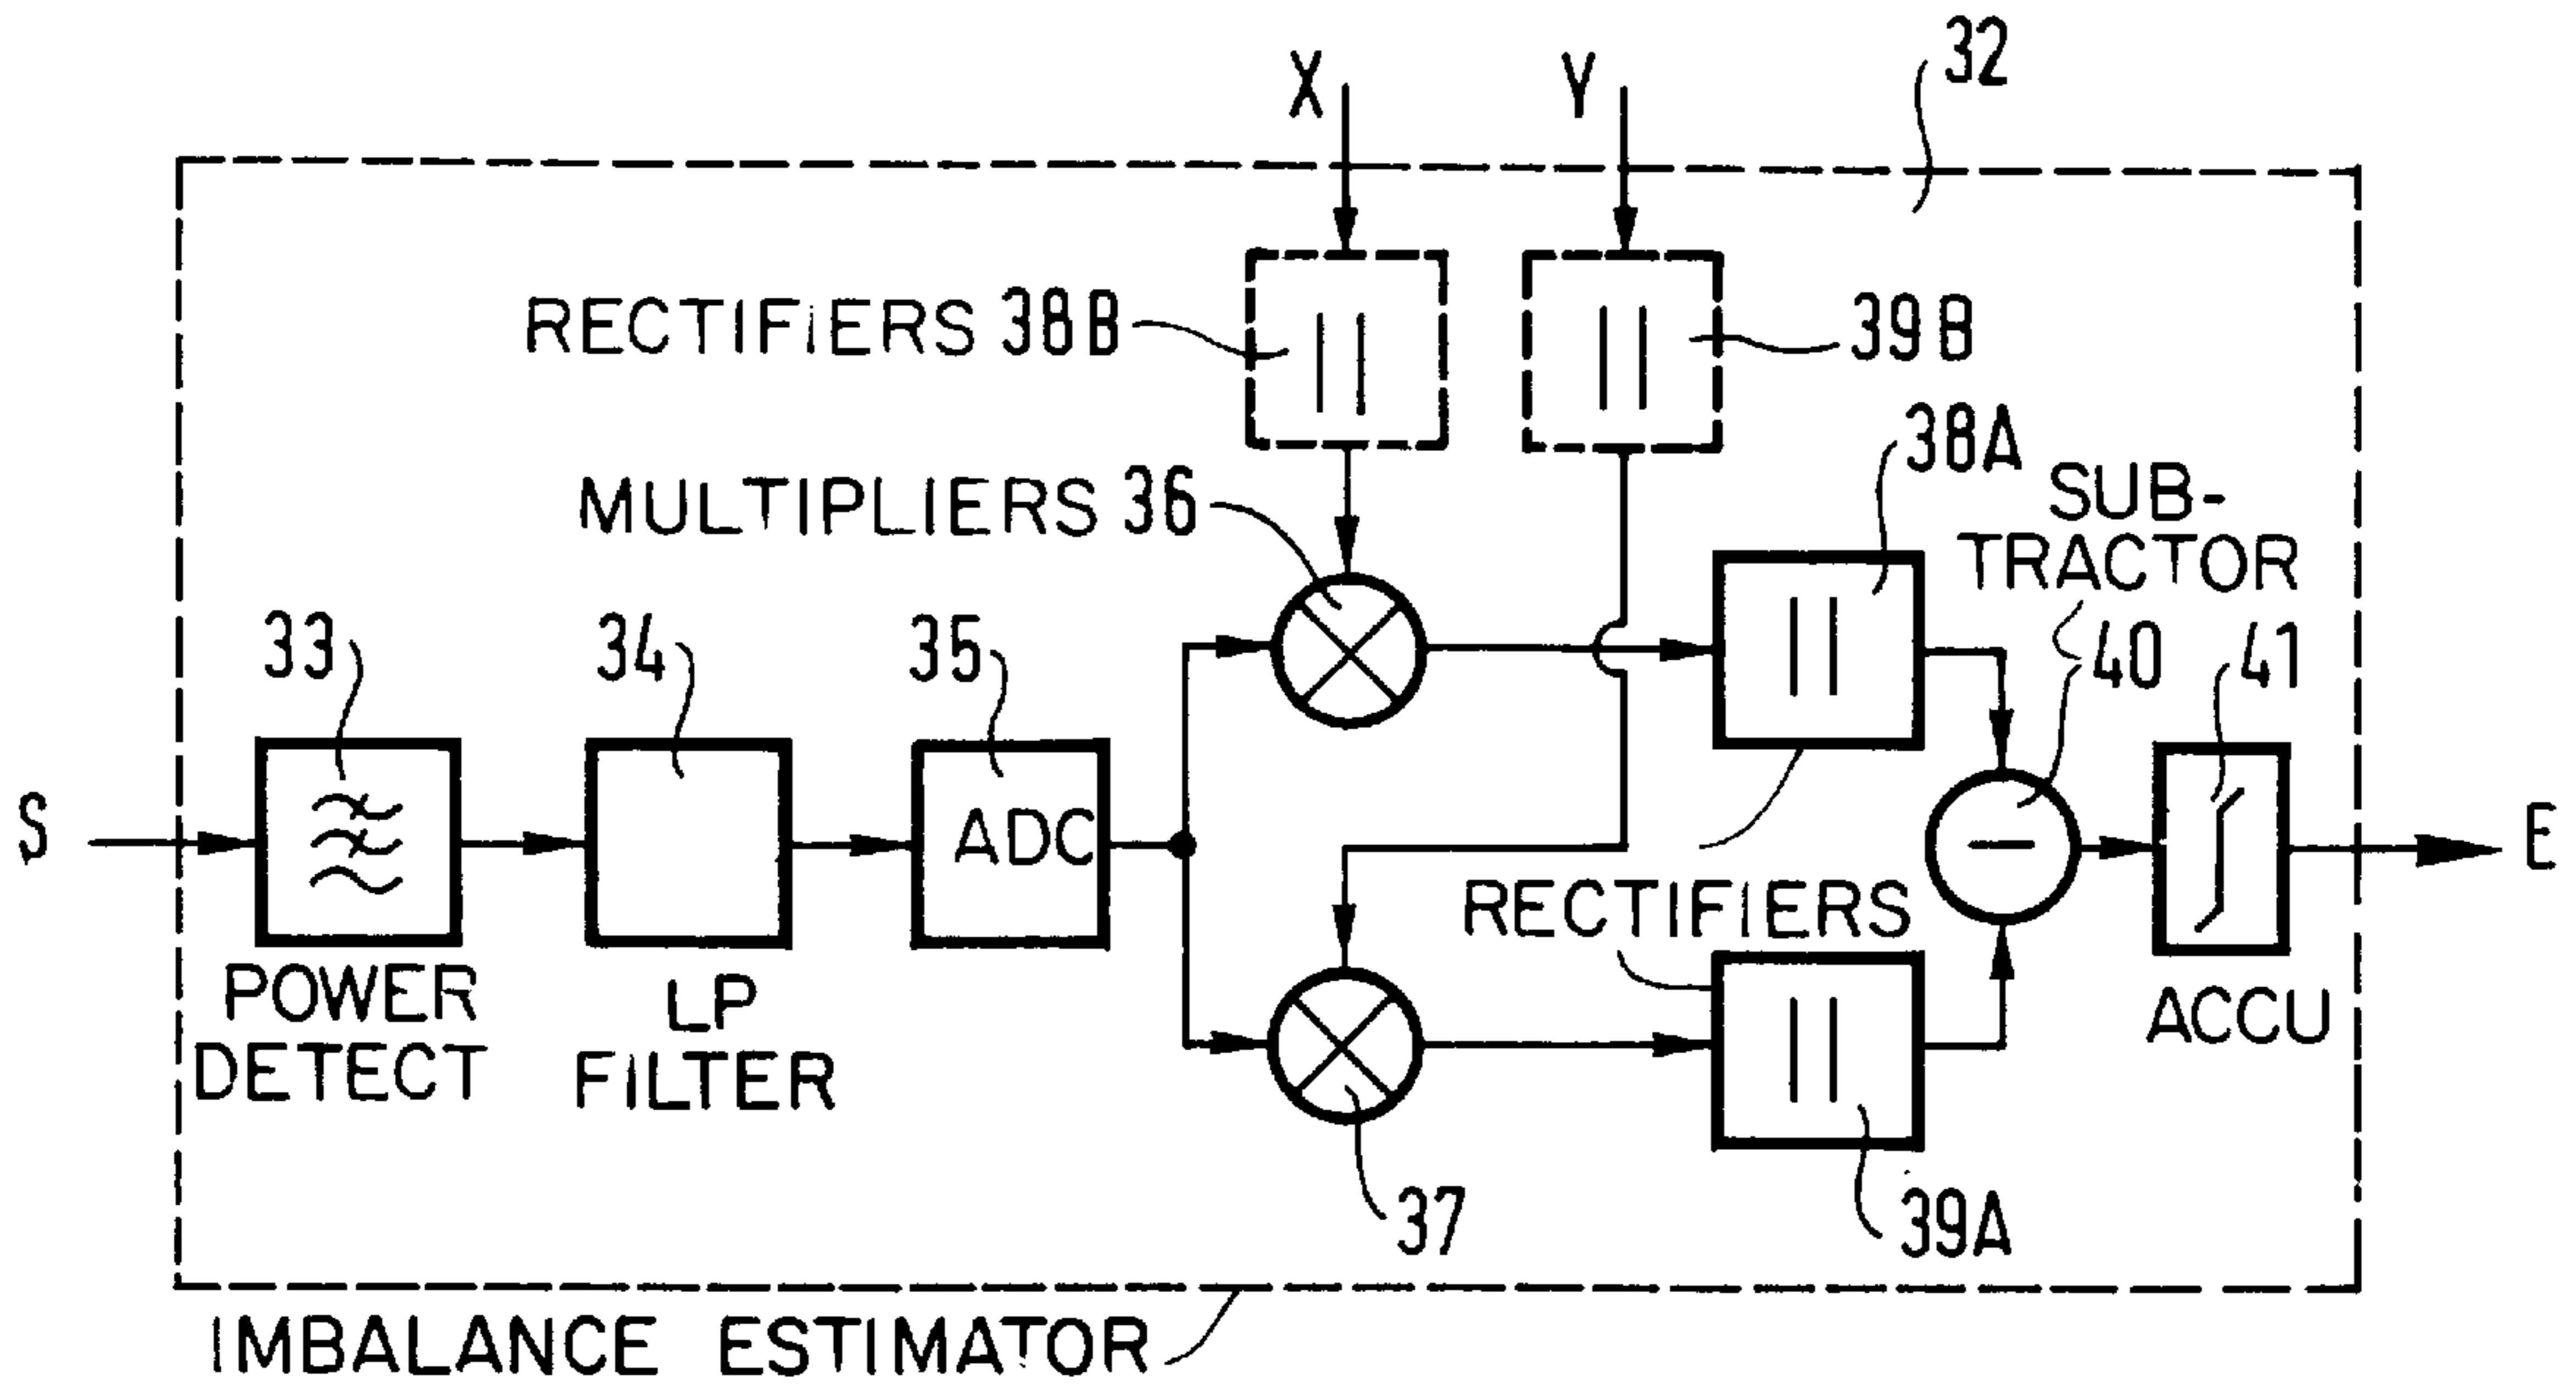 X
Y
32
RECTIFIERS 38B
39B
MULTIPLIERS 36
38A
SUB-
TRACTOR
40
41
33
34
35
S
ADC
E
POWER
DETECT
LP
FILTER
RECTIFIERS
ACCU
37
39A
IMBALANCE ESTIMATOR